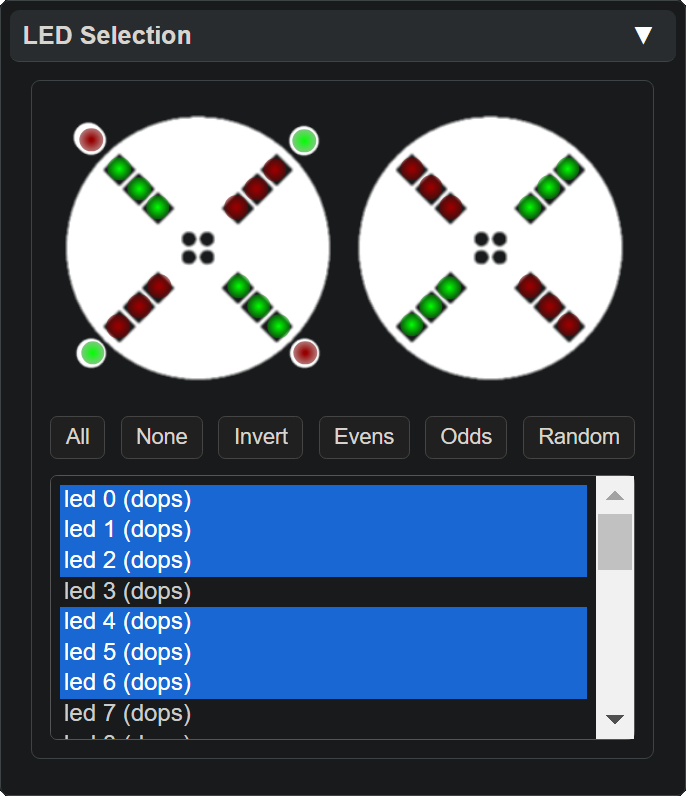 LED Selection
All None Invert Evens Odds Random
led 0 (dops)
led 1 (dops)
led 2 (dops)
led 3 (dops)
led 4 (dops)
led 5 (dops)
led 6 (dops)
led 7 (dops)